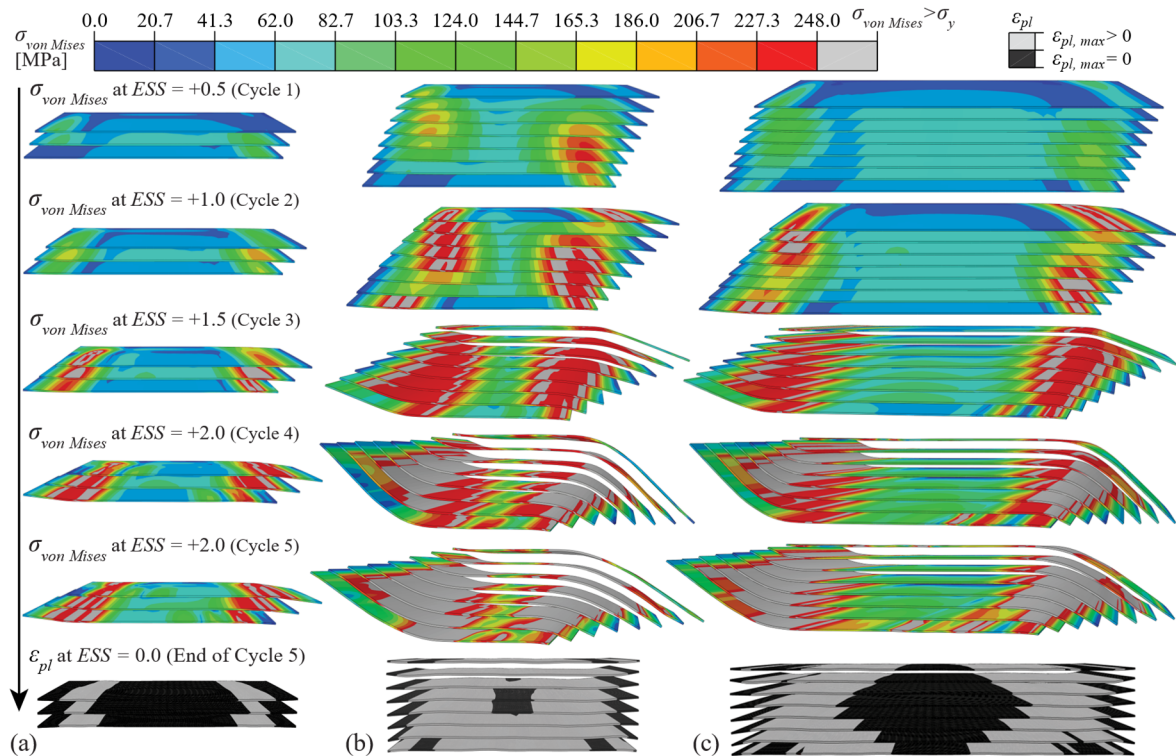 0.0 20.7 41.3 62.0 82.7 103.3 124.0 144.7 165.3 186.0 206.7 227.3 248.0 σvon Mises>σy εpl
σvon Mises
[MPa]
εpl, max> 0
εpl, max= 0
σvon Mises at ESS = +0.5 (Cycle 1)
σvon Mises at ESS = +1.0 (Cycle 2)
σvon Mises at ESS = +1.5 (Cycle 3)
σvon Mises at ESS = +2.0 (Cycle 4)
σvon Mises at ESS = +2.0 (Cycle 5)
εpl at ESS = 0.0 (End of Cycle 5)
(a) (b) (c)